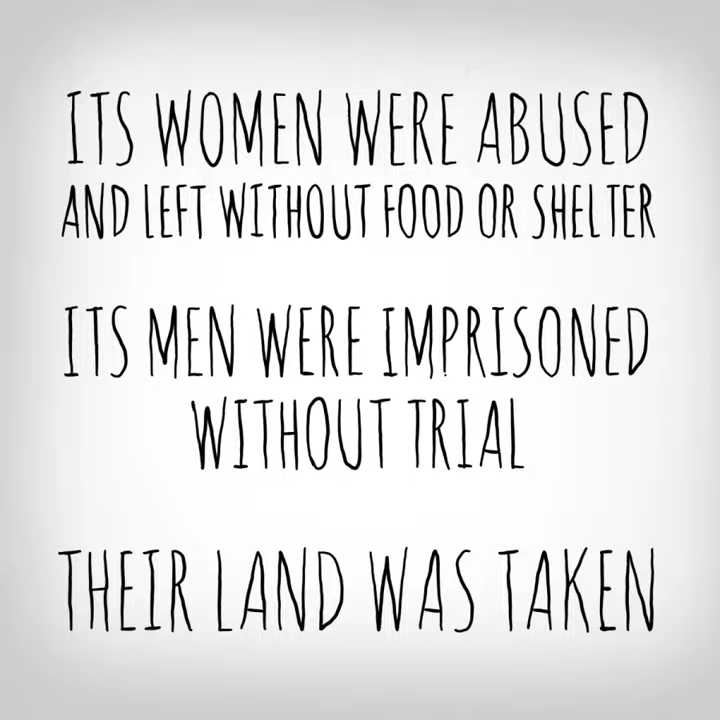 ITS WOMEN WERE ABUSED
AND LEFT WITHOUT FOOD OR SHELTER
ITS MEN WERE IMPRISONED
WITHOUT TRIAL
THEIR LAND WAS TAKEN